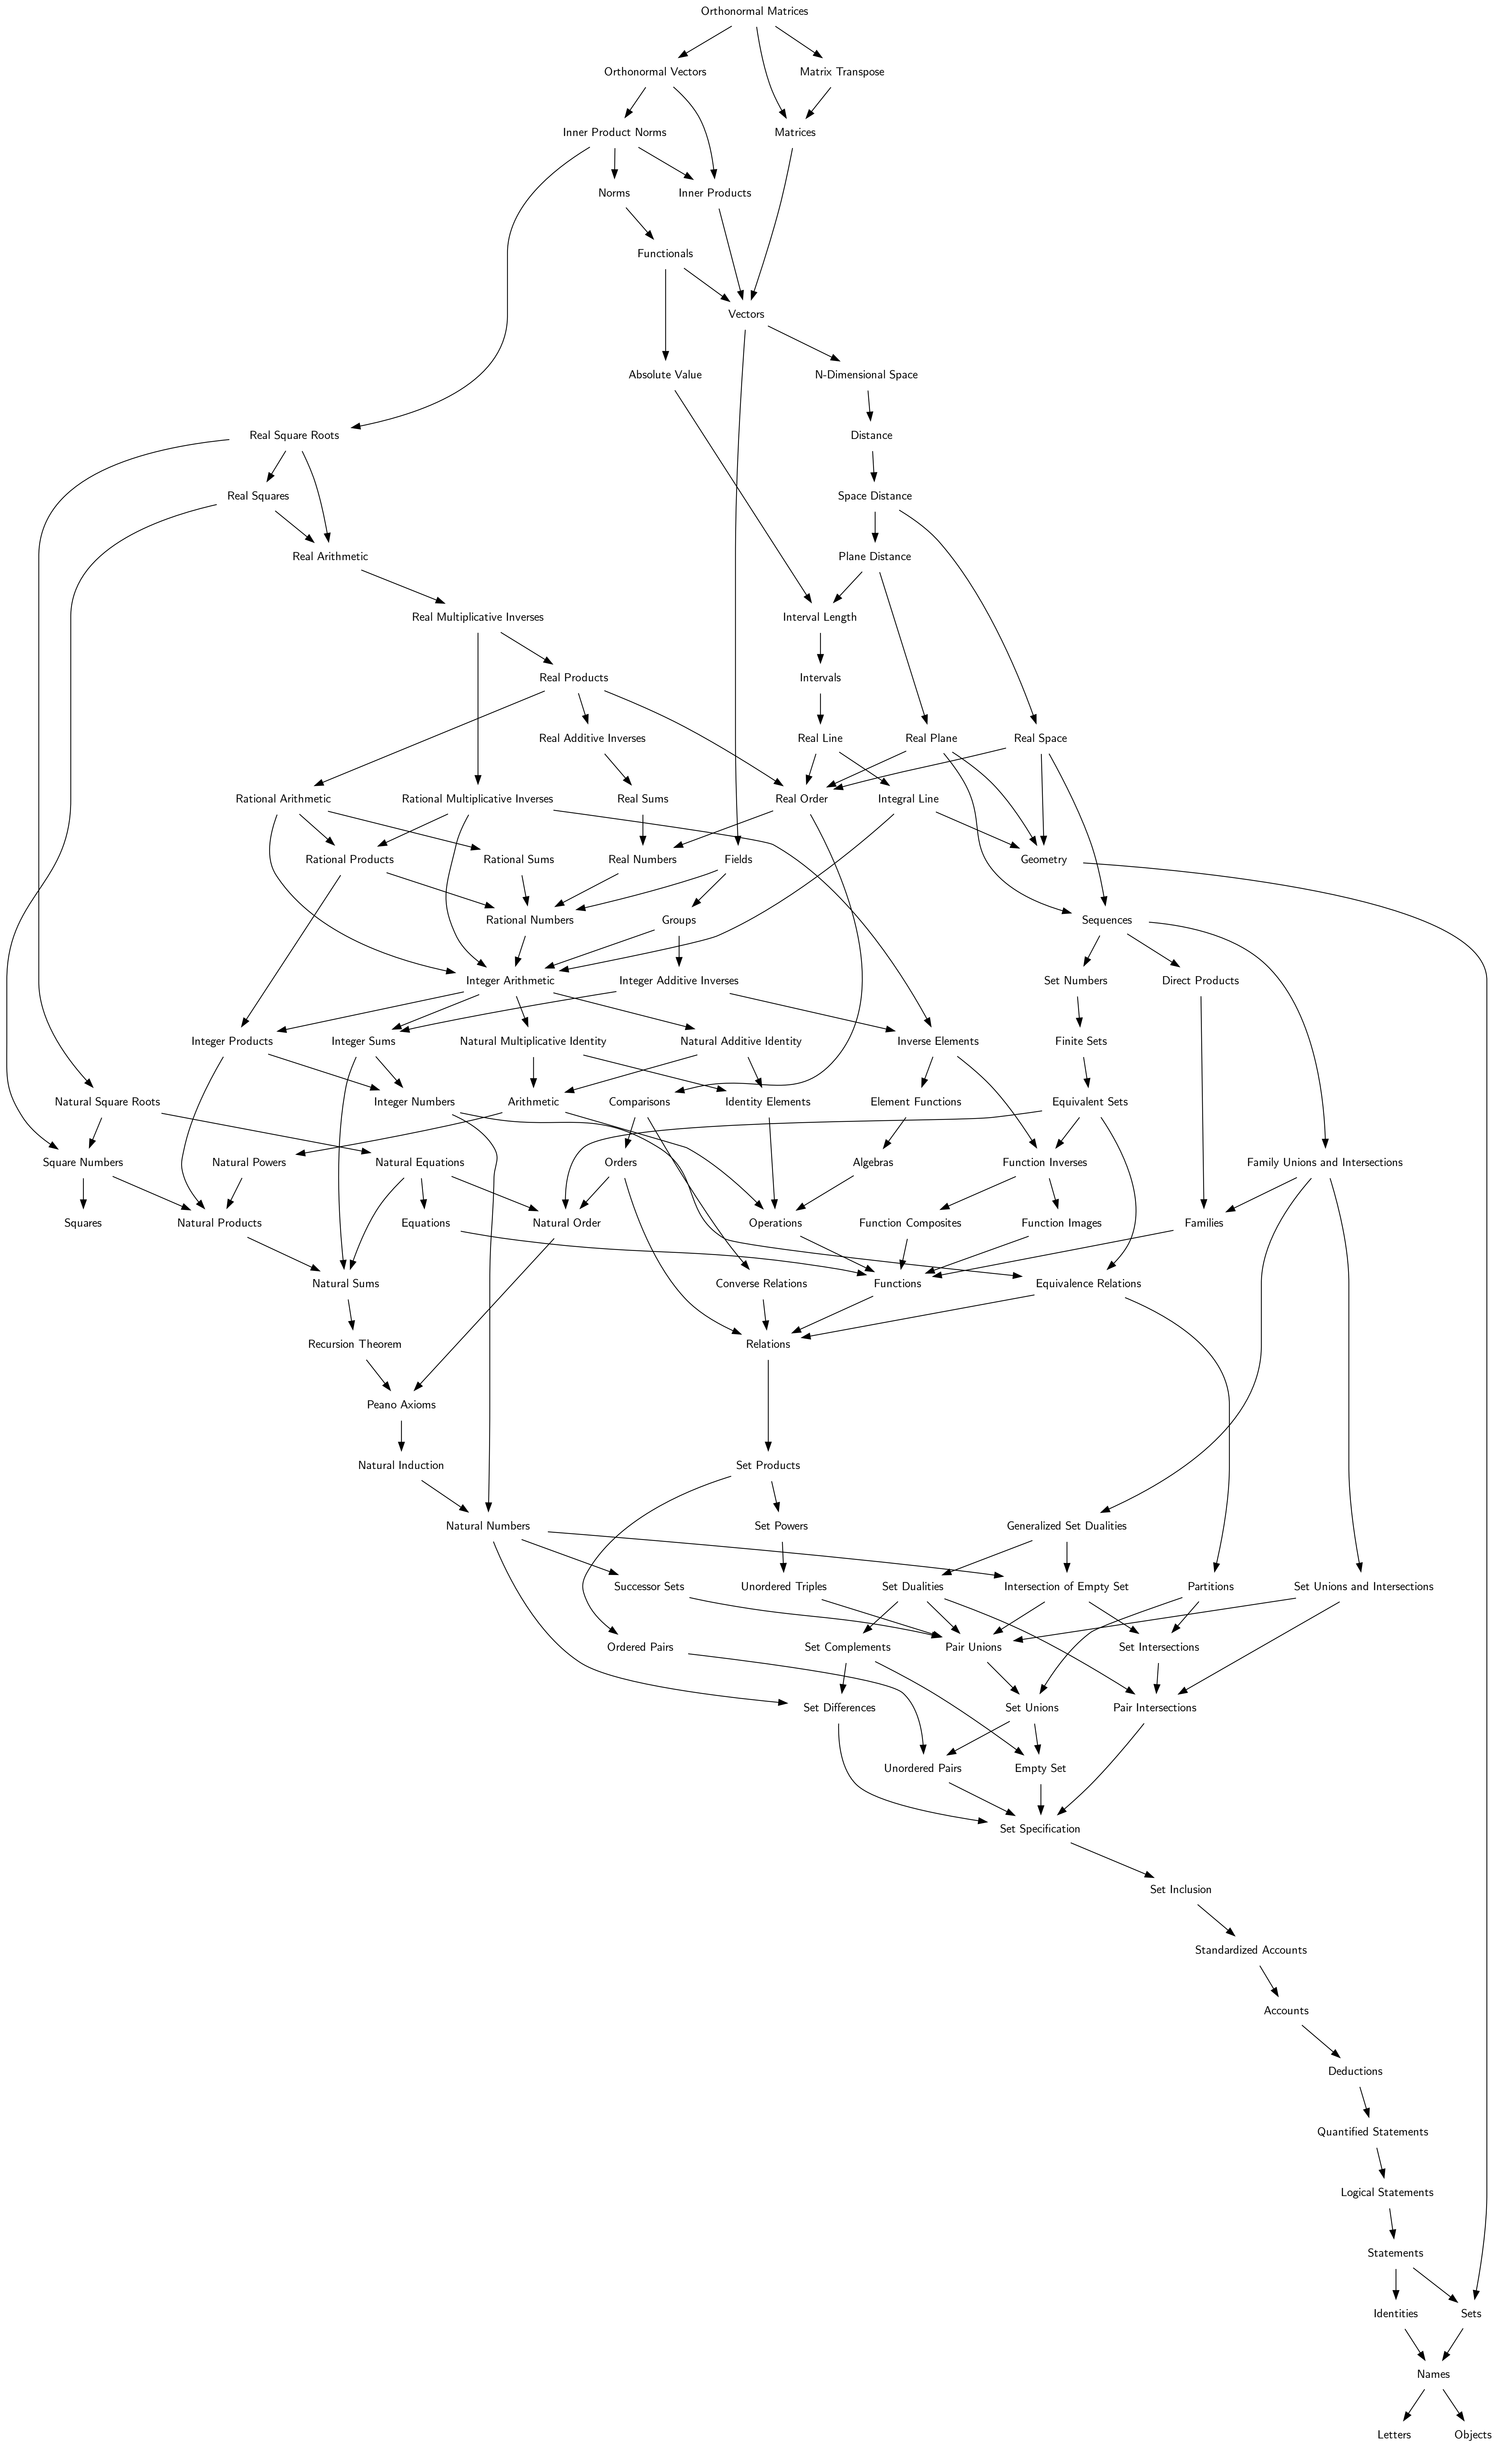 Orthonormal Matrices
Orthonormal Vectors
Matrix Transpose
Inner Product Norms
Matrices
Norms
Inner Products
Functionals
Vectors
Absolute Value
N-Dimensional Space
Real Square Roots
Distance
Real Squares
Space Distance
Real Arithmetic
Plane Distance
Real Multiplicative Inverses
Interval Length
Real Products
Intervals
Real Additive Inverses
Real Line
Real Plane
Real Space
Rational Arithmetic
Rational Multiplicative Inverses
Real Sums
Real Order
Integral Line
Rational Products
Rational Sums
Real Numbers
Fields
Geometry
Rational Numbers
Groups
Sequences
Integer Arithmetic
Integer Additive Inverses
Set Numbers
Direct Products
Integer Products
Integer Sums
Natural Multiplicative Identity
Natural Additive Identity
Inverse Elements
Finite Sets
Natural Square Roots
Integer Numbers
Arithmetic
Comparisons
Identity Elements
Element Functions
Equivalent Sets
Square Numbers
Natural Powers
Natural Equations
Orders
Algebras
Function Inverses
Family Unions and Intersections
Squares
Natural Products
Equations
Natural Order
Operations
Function Composites
Function Images
Families
Natural Sums
Converse Relations
Functions
Equivalence Relations
Recursion Theorem
Relations
Peano Axioms
Natural Induction
Set Products
Natural Numbers
Set Powers
Generalized Set Dualities
Successor Sets
Unordered Triples
Set Dualities
Intersection of Empty Set
Partitions
Set Unions and Intersections
Ordered Pairs
Set Complements
Pair Unions
Set Intersections
Set Differences
Set Unions
Pair Intersections
Unordered Pairs
Empty Set
Set Specification
Set Inclusion
Standardized Accounts
Accounts
Deductions
Quantified Statements
Logical Statements
Statements
Identities
Sets
Names
Letters
Objects